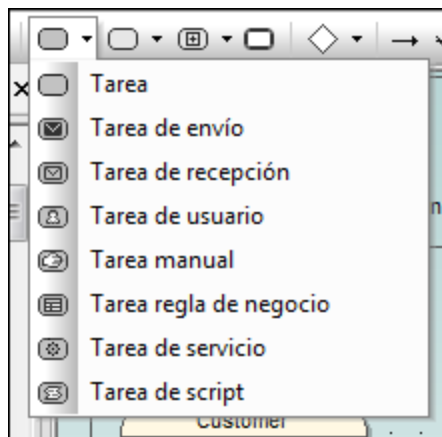 Tarea
Tarea de envío
Tarea de recepción
Tarea de usuario
Tarea manual
Tarea regla de negocio
Tarea de servicio
Tarea de script
Customer